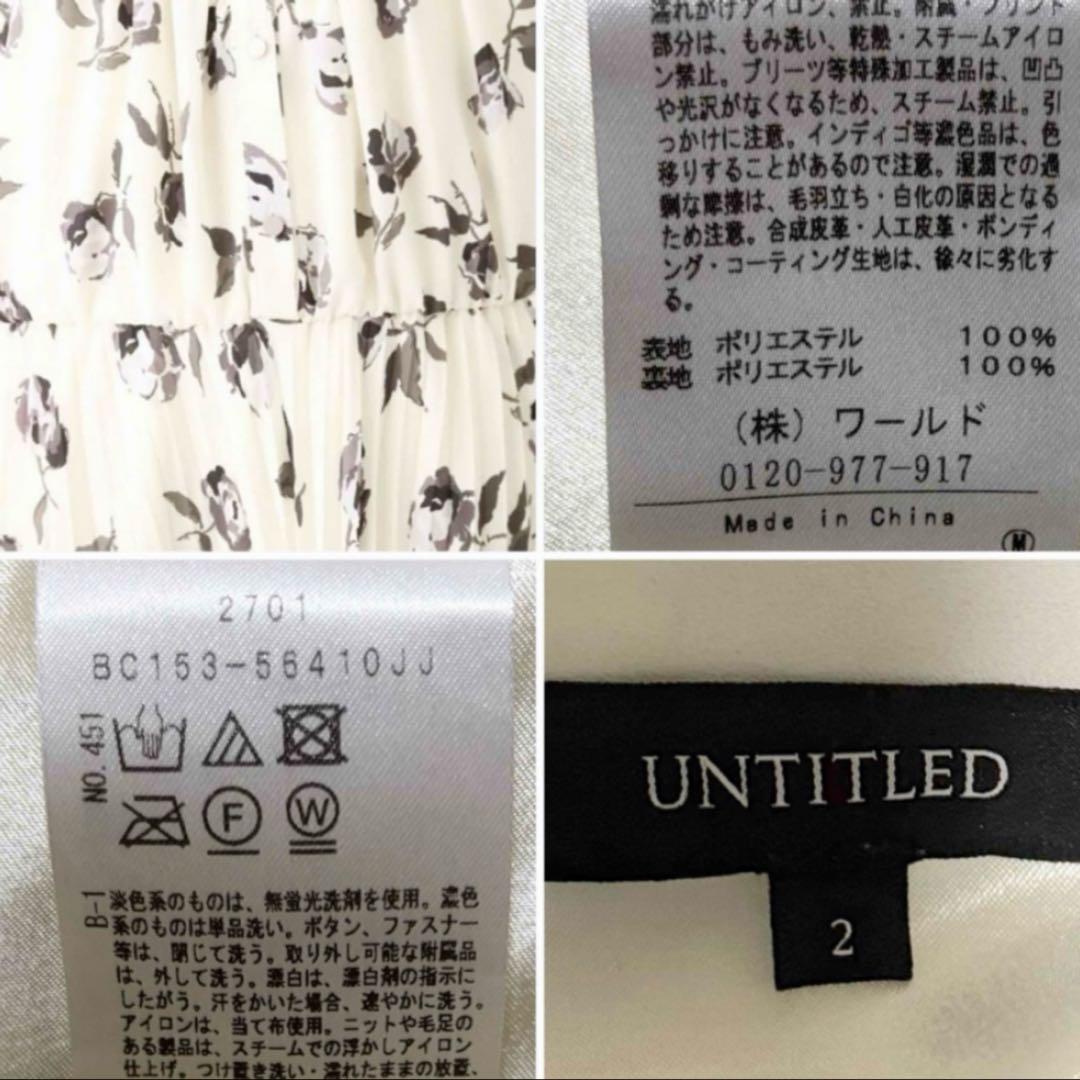 濡れがけアイロン、禁止。附属・プリント
部分は、もみ洗い、乾熱・スチームアイロ
ン禁止。プリーツ等特殊加工製品は、凹凸
や光沢がなくなるため、スチーム禁止。引
っかけに注意。インディゴ等濃色品は、色
移りすることがあるので注意。湿潤での過
剰な摩擦は、毛羽立ち・白化の原因となる
ため注意。合成皮革・人工皮革・ボンディ
ング・コーティング生地は、徐々に劣化す
る。
表地 ポリエステル 100%
裏地 ポリエステル 100%
(株) ワールド
0120-977-917
Made in China
M
2701
BC153-56410JJ
NO.451
F
W
B-1
淡色系のものは、無蛍光洗剤を使用。濃色
系のものは単品洗い。ボタン、ファスナー
等は、閉じて洗う。取り外し可能な附属品
は、外して洗う。漂白は、漂白剤の指示に
したがう。汗をかいた場合、速やかに洗う。
アイロンは、当て布使用。ニットや毛足の
ある製品は、スチームでの浮かしアイロン
仕上げ。つけ置き洗い・濡れたままの放置、
UNTITLED
2